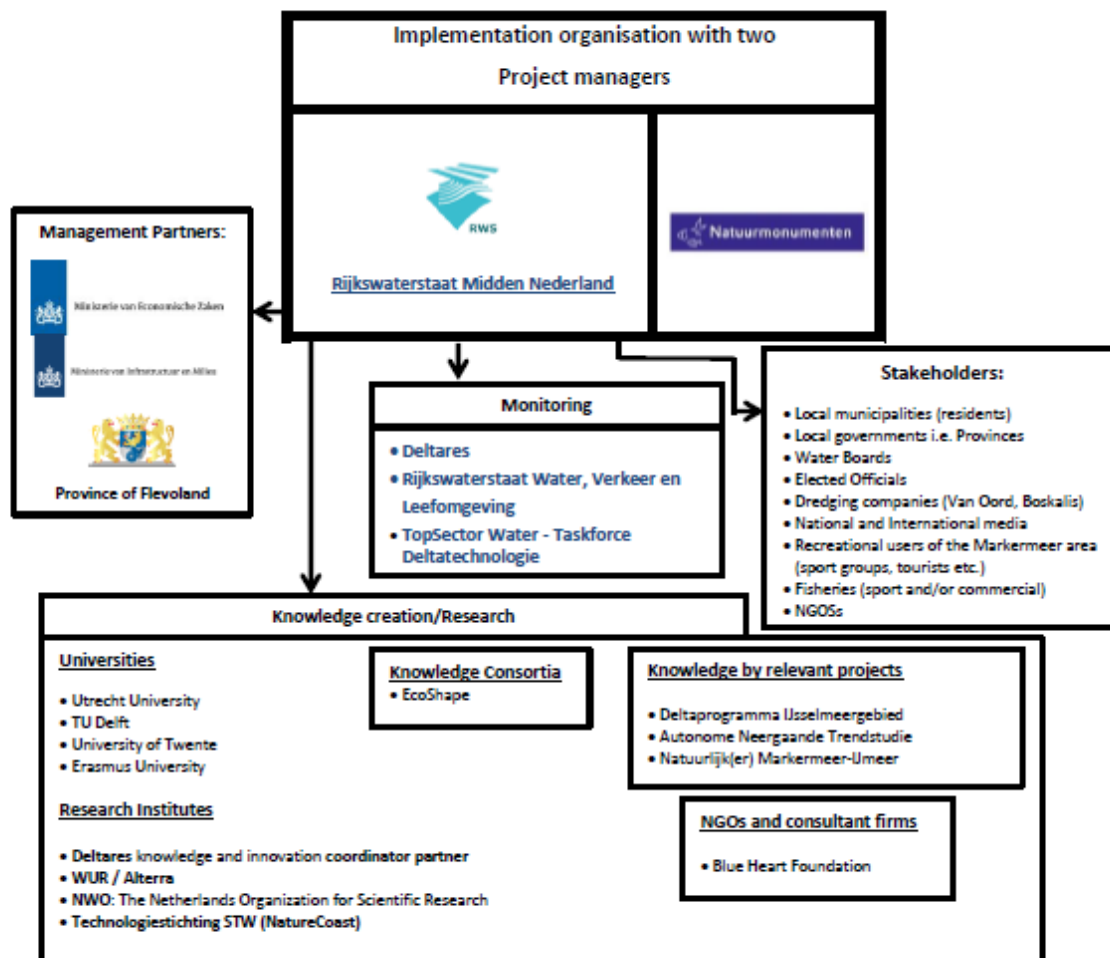 Implementation organisation with two
Project managers
RWS
Rijkswaterstaat Midden Nederland
Natuurmonumenten
Management Partners:
Ministerie van Economische Zaken
Ministerie van Infrastructuur en Milieu
Province of Flevoland
Monitoring
• Deltares
• Rijkswaterstaat Water, Verkeer en
Leefomgeving
• TopSector Water - Taskforce
Deltatechnologie
Stakeholders:
• Local municipalities (residents)
• Local governments i.e. Provinces
• Water Boards
• Elected Officials
• Dredging companies (Van Oord, Boskalis)
• National and International media
• Recreational users of the Markermeer area
(sport groups, tourists etc.)
• Fisheries (sport and/or commercial)
• NGOSs
Knowledge creation/Research
Universities
• Utrecht University
• TU Delft
• University of Twente
• Erasmus University
Research Institutes
• Deltares knowledge and innovation coordinator partner
• WUR / Alterra
• NWO: The Netherlands Organization for Scientific Research
• Technologiestichting STW (NatureCoast)
Knowledge Consortia
• EcoShape
Knowledge by relevant projects
• Deltaprogramma IJsselmeergebied
• Autonome Neergaande Trendstudie
• Natuurlijk(er) Markermeer-IJmeer
NGOs and consultant firms
• Blue Heart Foundation